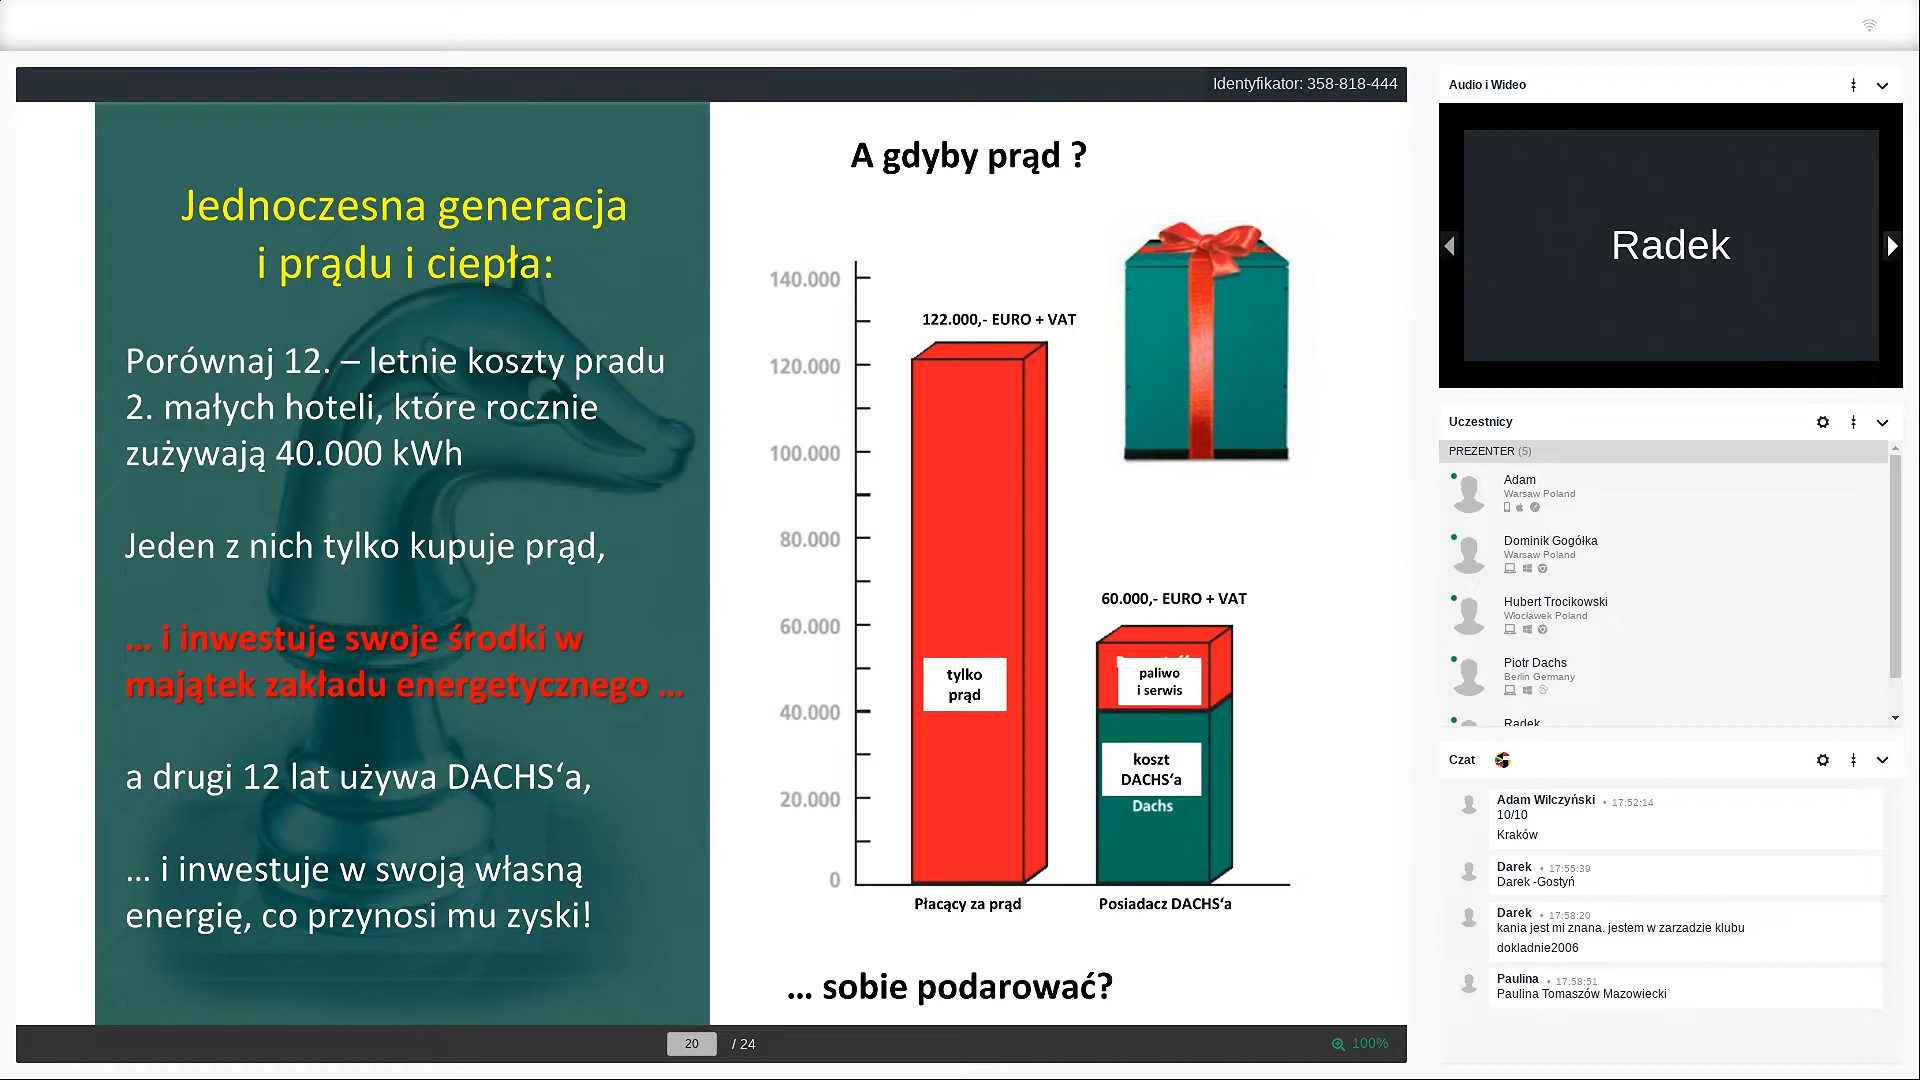 Identyfikator: 358-818-444
Jednoczesna generacja
i prądu i ciepła:
Porównaj 12. – letnie koszty pradu
2. małych hoteli, które rocznie
zużywają 40.000 kWh
Jeden z nich tylko kupuje prąd,
... i inwestuje swoje środki w
majątek zakładu energetycznego ...
a drugi 12 lat używa DACHS‘a,
... i inwestuje w swoją własną
energię, co przynosi mu zyski!
A gdyby prąd ?
140.000
120.000
100.000
80.000
60.000
40.000
20.000
0
122.000,- EURO + VAT
tylko
prąd
60.000,- EURO + VAT
paliwo
i serwis
koszt
DACHS‘a
Dachs
Płacący za prąd
Posiadacz DACHS‘a
... sobie podarować?
20 / 24
100%
Audio i Wideo
Radek
Uczestnicy
PREZENTER (5)
Adam
Warsaw Poland
Dominik Gogółka
Warsaw Poland
Hubert Trocikowski
Włocławek Poland
Piotr Dachs
Berlin Germany
Radek
Czat
Adam Wilczyński • 17:52:14
10/10
Kraków
Darek • 17:55:39
Darek -Gostyń
Darek • 17:58:20
kania jest mi znana. jestem w zarzadzie klubu
dokladnie2006
Paulina • 17:58:51
Paulina Tomaszów Mazowiecki